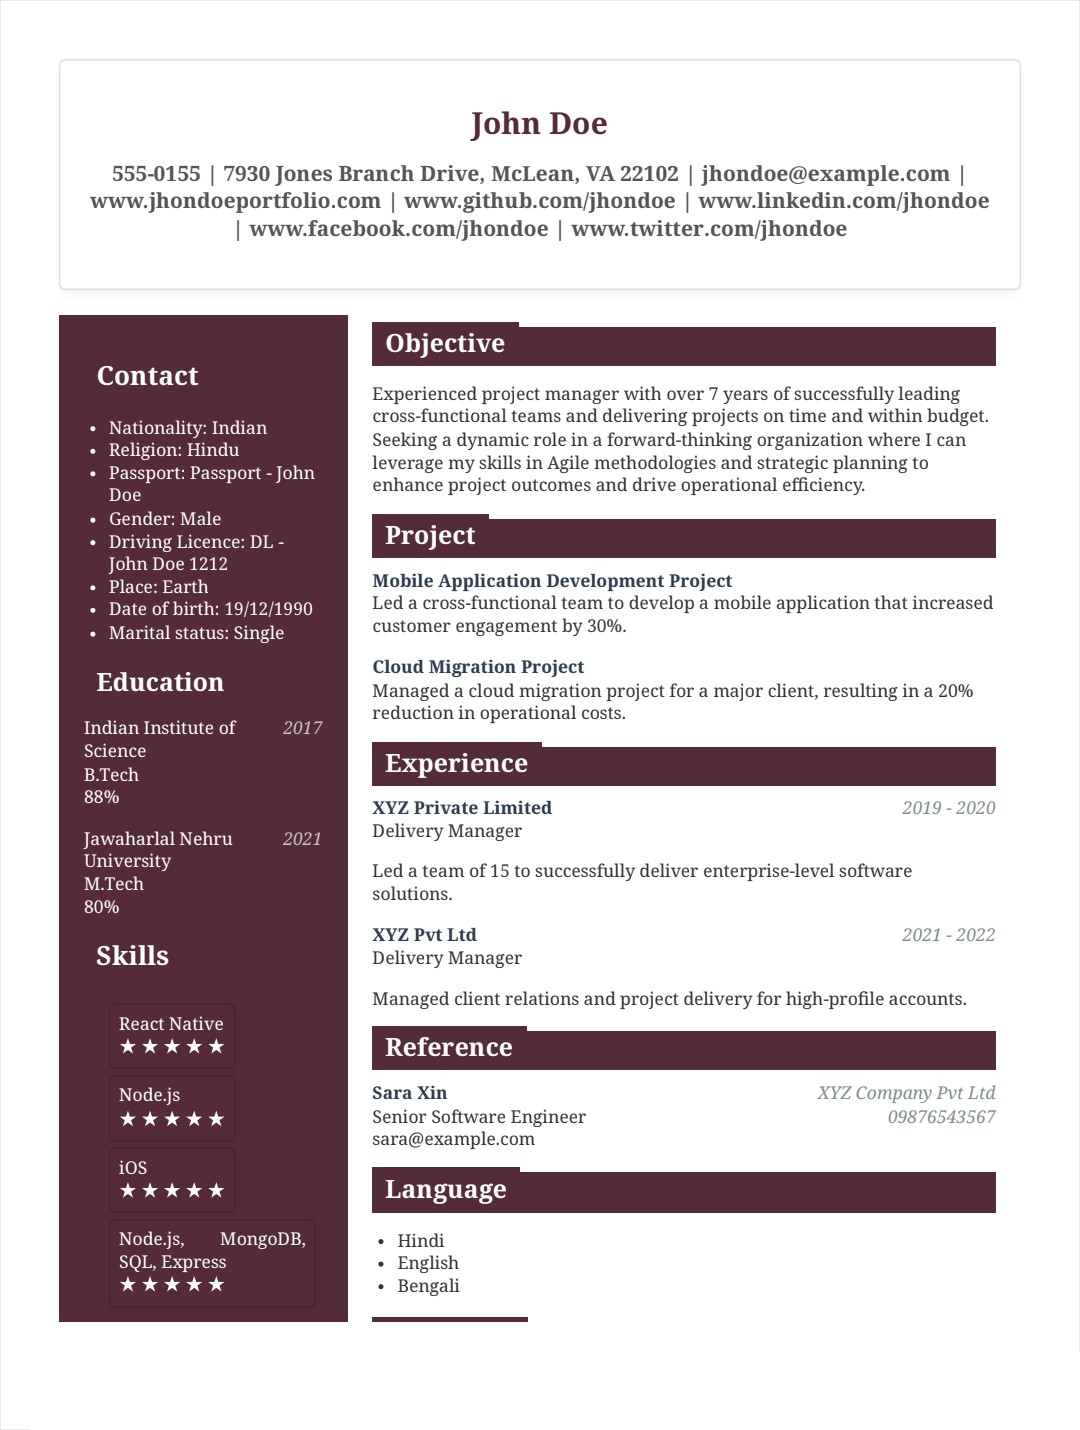 John Doe
555-0155 | 7930 Jones Branch Drive, McLean, VA 22102 | jhondoe@example.com |
www.jhondoeportfolio.com | www.github.com/jhondoe | www.linkedin.com/jhondoe
| www.facebook.com/jhondoe | www.twitter.com/jhondoe
Contact
• Nationality: Indian
• Religion: Hindu
• Passport: Passport - John
Doe
• Gender: Male
• Driving Licence: DL -
John Doe 1212
• Place: Earth
• Date of birth: 19/12/1990
• Marital status: Single
Education
Indian Institute of 2017
Science
B.Tech
88%
Jawaharlal Nehru 2021
University
M.Tech
80%
Skills
React Native
★ ★ ★ ★ ★
Node.js
★ ★ ★ ★ ★
iOS
★ ★ ★ ★ ★
Node.js, MongoDB,
SQL, Express
★ ★ ★ ★ ★
Objective
Experienced project manager with over 7 years of successfully leading
cross-functional teams and delivering projects on time and within budget.
Seeking a dynamic role in a forward-thinking organization where I can
leverage my skills in Agile methodologies and strategic planning to
enhance project outcomes and drive operational efficiency.
Project
Mobile Application Development Project
Led a cross-functional team to develop a mobile application that increased
customer engagement by 30%.
Cloud Migration Project
Managed a cloud migration project for a major client, resulting in a 20%
reduction in operational costs.
Experience
XYZ Private Limited 2019 - 2020
Delivery Manager
Led a team of 15 to successfully deliver enterprise-level software
solutions.
XYZ Pvt Ltd 2021 - 2022
Delivery Manager
Managed client relations and project delivery for high-profile accounts.
Reference
Sara Xin XYZ Company Pvt Ltd
Senior Software Engineer 09876543567
sara@example.com
Language
• Hindi
• English
• Bengali